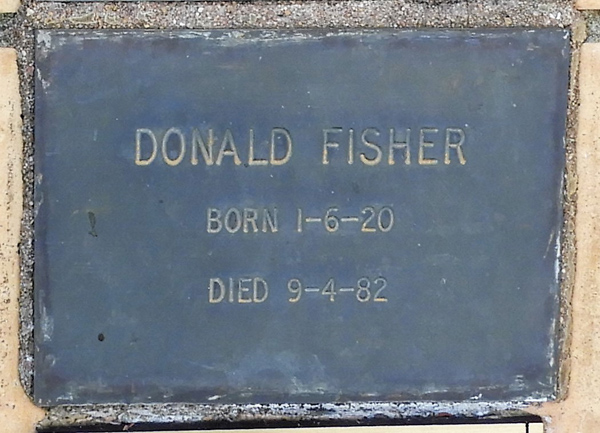 DONALD FISHER
BORN 1-6-20
DIED 9-4-82